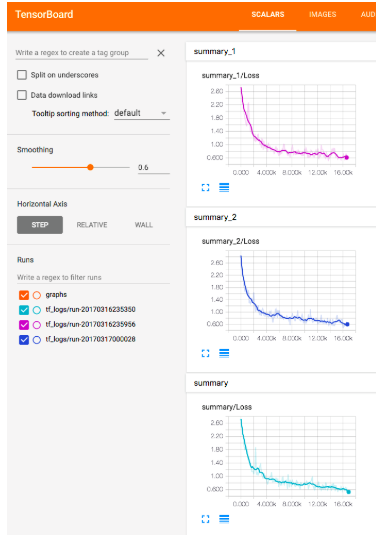 TensorBoard
SCALARS
IMAGES
AUD
Write a regex to create a tag group
Split on underscores
Data download links
Tooltip sorting method: default
Smoothing
0.6
Horizontal Axis
STEP
RELATIVE
WALL
Runs
Write a regex to filter runs
graphs
tf_logs/run-20170316235350
tf_logs/run-20170316235956
tf_logs/run-20170317000028
summary_1
summary_1/Loss
2.60
2.20
1.80
1.40
1.00
0.600
0.000 4.000k 8.000k 12.00k 16.00k
summary_2
summary_2/Loss
2.60
2.20
1.80
1.40
1.00
0.600
0.000 4.000k 8.000k 12.00k 16.00k
summary
summary/Loss
2.60
2.20
1.80
1.40
1.00
0.600
0.000 4.000k 8.000k 12.00k 16.00k